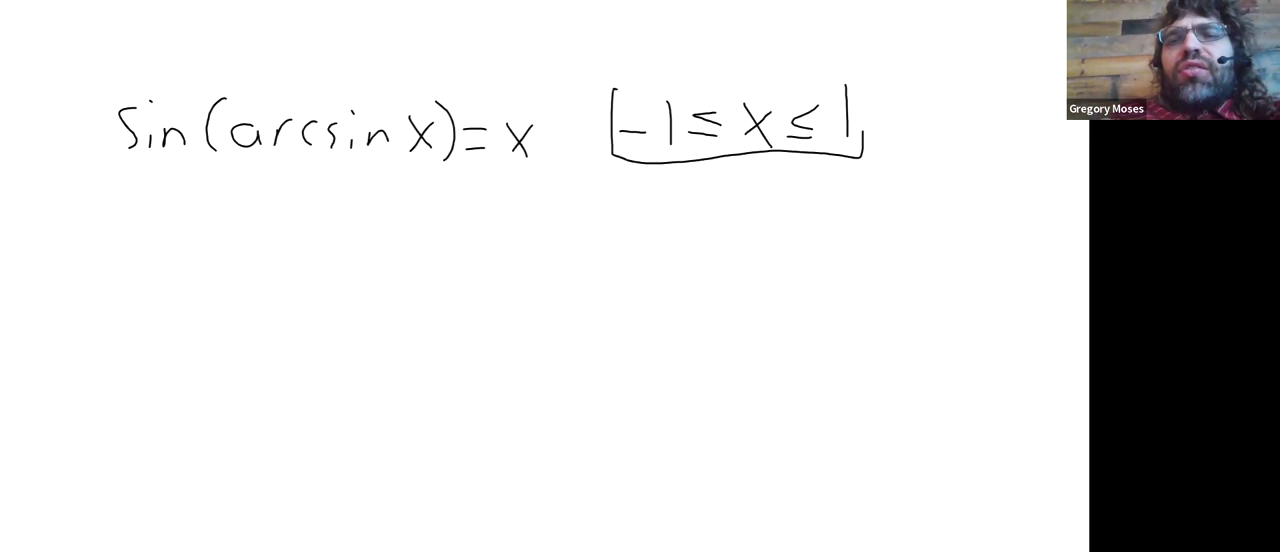 sin(arcsin x) = x   -1 ≤ x ≤ 1
Gregory Moses